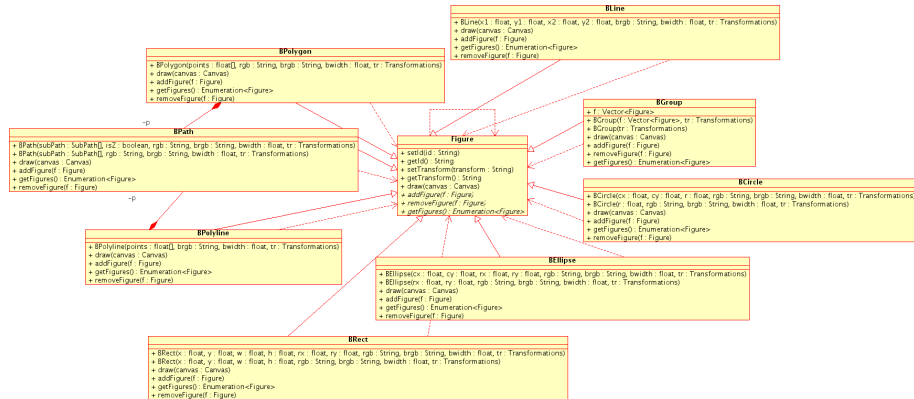 BLine
+ BLine(x1 : float, y1 : float, x2 : float, y2 : float, brgb : String, bwidth : float, tr : Transformations)
+ draw(canvas : Canvas)
+ addFigure(f : Figure)
+ getFigures() : Enumeration<Figure>
+ removeFigure(f : Figure)
BPolygon
+ BPolygon(points : float[], rgb : String, brgb : String, bwidth : float, tr : Transformations)
+ draw(canvas : Canvas)
+ addFigure(f : Figure)
+ getFigures() : Enumeration<Figure>
+ removeFigure(f : Figure)
-p
BGroup
+ f : Vector<Figure>
+ BGroup(f : Vector<Figure>, tr : Transformations)
+ BGroup(tr : Transformations)
+ draw(canvas : Canvas)
+ addFigure(f : Figure)
+ removeFigure(f : Figure)
+ getFigures() : Enumeration<Figure>
BPath
+ BPath(subPath : SubPath[], isZ : boolean, rgb : String, brgb : String, bwidth : float, tr : Transformations)
+ BPath(subPath : SubPath[], rgb : String, brgb : String, bwidth : float, tr : Transformations)
+ draw(canvas : Canvas)
+ addFigure(f : Figure)
+ getFigures() : Enumeration<Figure>
+ removeFigure(f : Figure)
-p
Figure
+ setId(id : String)
+ getId() : String
+ setTransform(transform : String)
+ getTransform() : String
+ draw(canvas : Canvas)
+ addFigure(f : Figure)
+ removeFigure(f : Figure)
+ getFigures() : Enumeration<Figure>
BCircle
+ BCircle(cx : float, cy : float, r : float, rgb : String, brgb : String, bwidth : float, tr : Transformations)
+ BCircle(r : float, rgb : String, brgb : String, bwidth : float, tr : Transformations)
+ draw(canvas : Canvas)
+ addFigure(f : Figure)
+ getFigures() : Enumeration<Figure>
+ removeFigure(f : Figure)
BPolyline
+ BPolyline(points : float[], brgb : String, bwidth : float, tr : Transformations)
+ draw(canvas : Canvas)
+ addFigure(f : Figure)
+ getFigures() : Enumeration<Figure>
+ removeFigure(f : Figure)
BEllipse
+ BEllipse(cx : float, cy : float, rx : float, ry : float, rgb : String, brgb : String, bwidth : float, tr : Transformations)
+ BEllipse(rx : float, ry : float, rgb : String, brgb : String, bwidth : float, tr : Transformations)
+ draw(canvas : Canvas)
+ addFigure(f : Figure)
+ getFigures() : Enumeration<Figure>
+ removeFigure(f : Figure)
BRect
+ BRect(x : float, y : float, w : float, h : float, rx : float, ry : float, rgb : String, brgb : String, bwidth : float, tr : Transformations)
+ BRect(x : float, y : float, w : float, h : float, rgb : String, brgb : String, bwidth : float, tr : Transformations)
+ draw(canvas : Canvas)
+ addFigure(f : Figure)
+ getFigures() : Enumeration<Figure>
+ removeFigure(f : Figure)